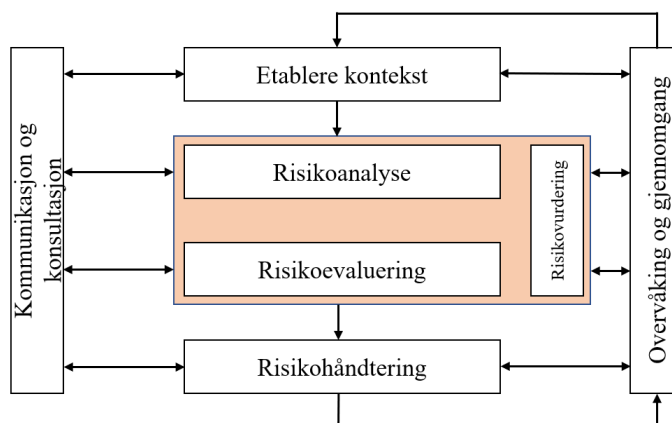 Etablere kontekst
Kommunikasjon og
konsultasjon
Risikoanalyse
Risikovurdering
Overvåking og gjennomgang
Risikoevaluering
Risikohåndtering